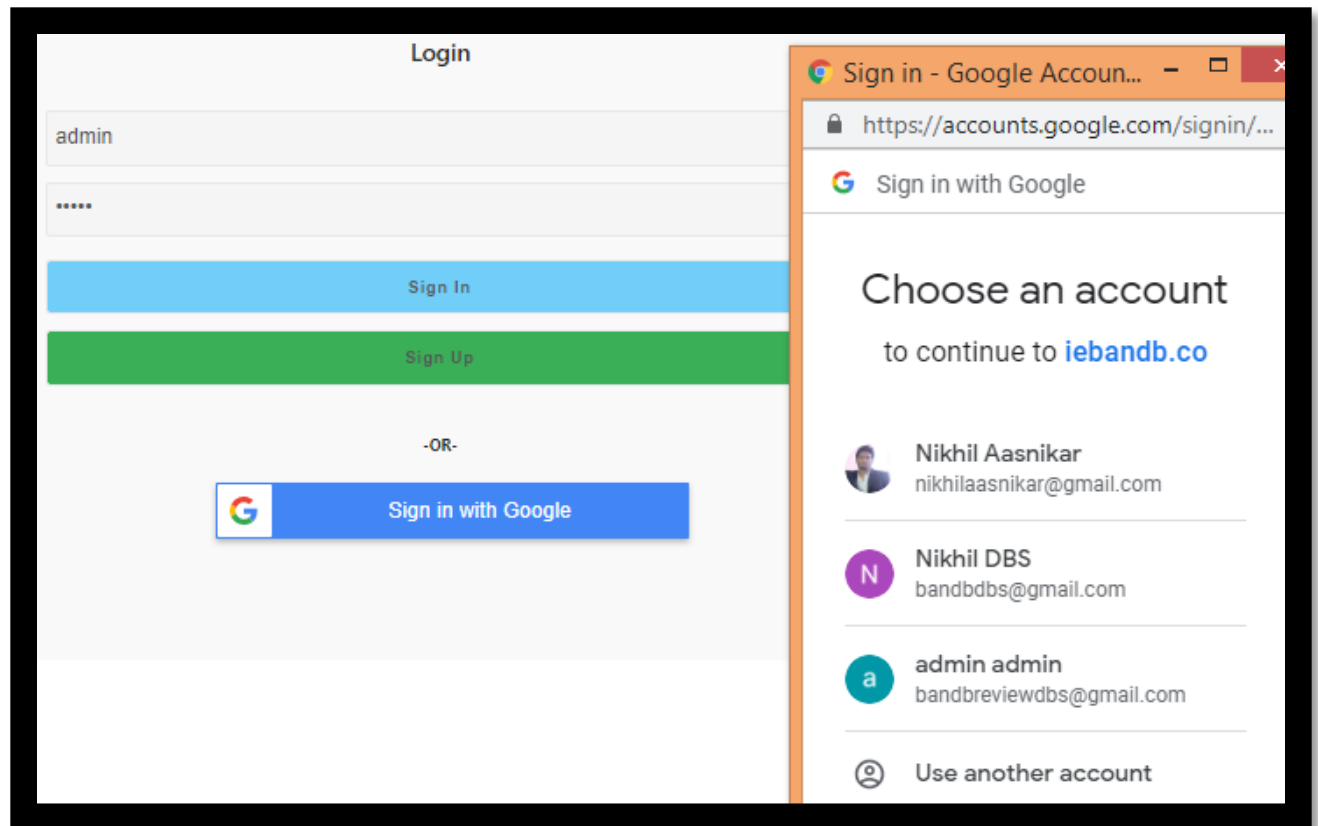 Login
admin
•••••
Sign In
Sign Up
-OR-
Sign in with Google
Sign in - Google Accoun...
https://accounts.google.com/signin/...
Sign in with Google
Choose an account
to continue to iebandb.co
Nikhil Aasnikar
nikhilaasnikar@gmail.com
N
Nikhil DBS
bandbdbs@gmail.com
a
admin admin
bandbreviewdbs@gmail.com
Use another account